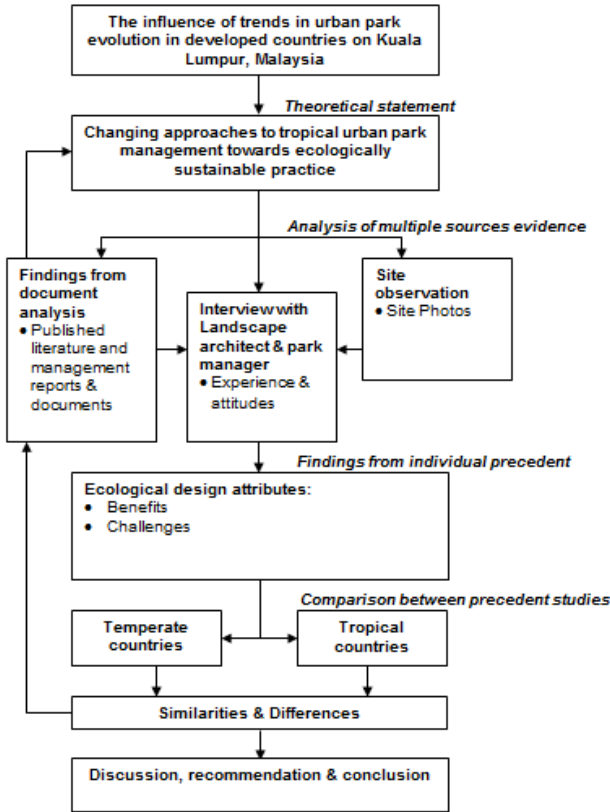 The influence of trends in urban park
evolution in developed countries on Kuala
Lumpur, Malaysia
Theoretical statement
Changing approaches to tropical urban park
management towards ecologically
sustainable practice
Analysis of multiple sources evidence
Findings from
document
analysis
• Published
literature and
management
reports &
documents
Interview with
Landscape
architect & park
manager
• Experience &
attitudes
Site
observation
• Site Photos
Findings from individual precedent
Ecological design attributes:
• Benefits
• Challenges
Comparison between precedent studies
Temperate
countries
Tropical
countries
Similarities & Differences
Discussion, recommendation & conclusion